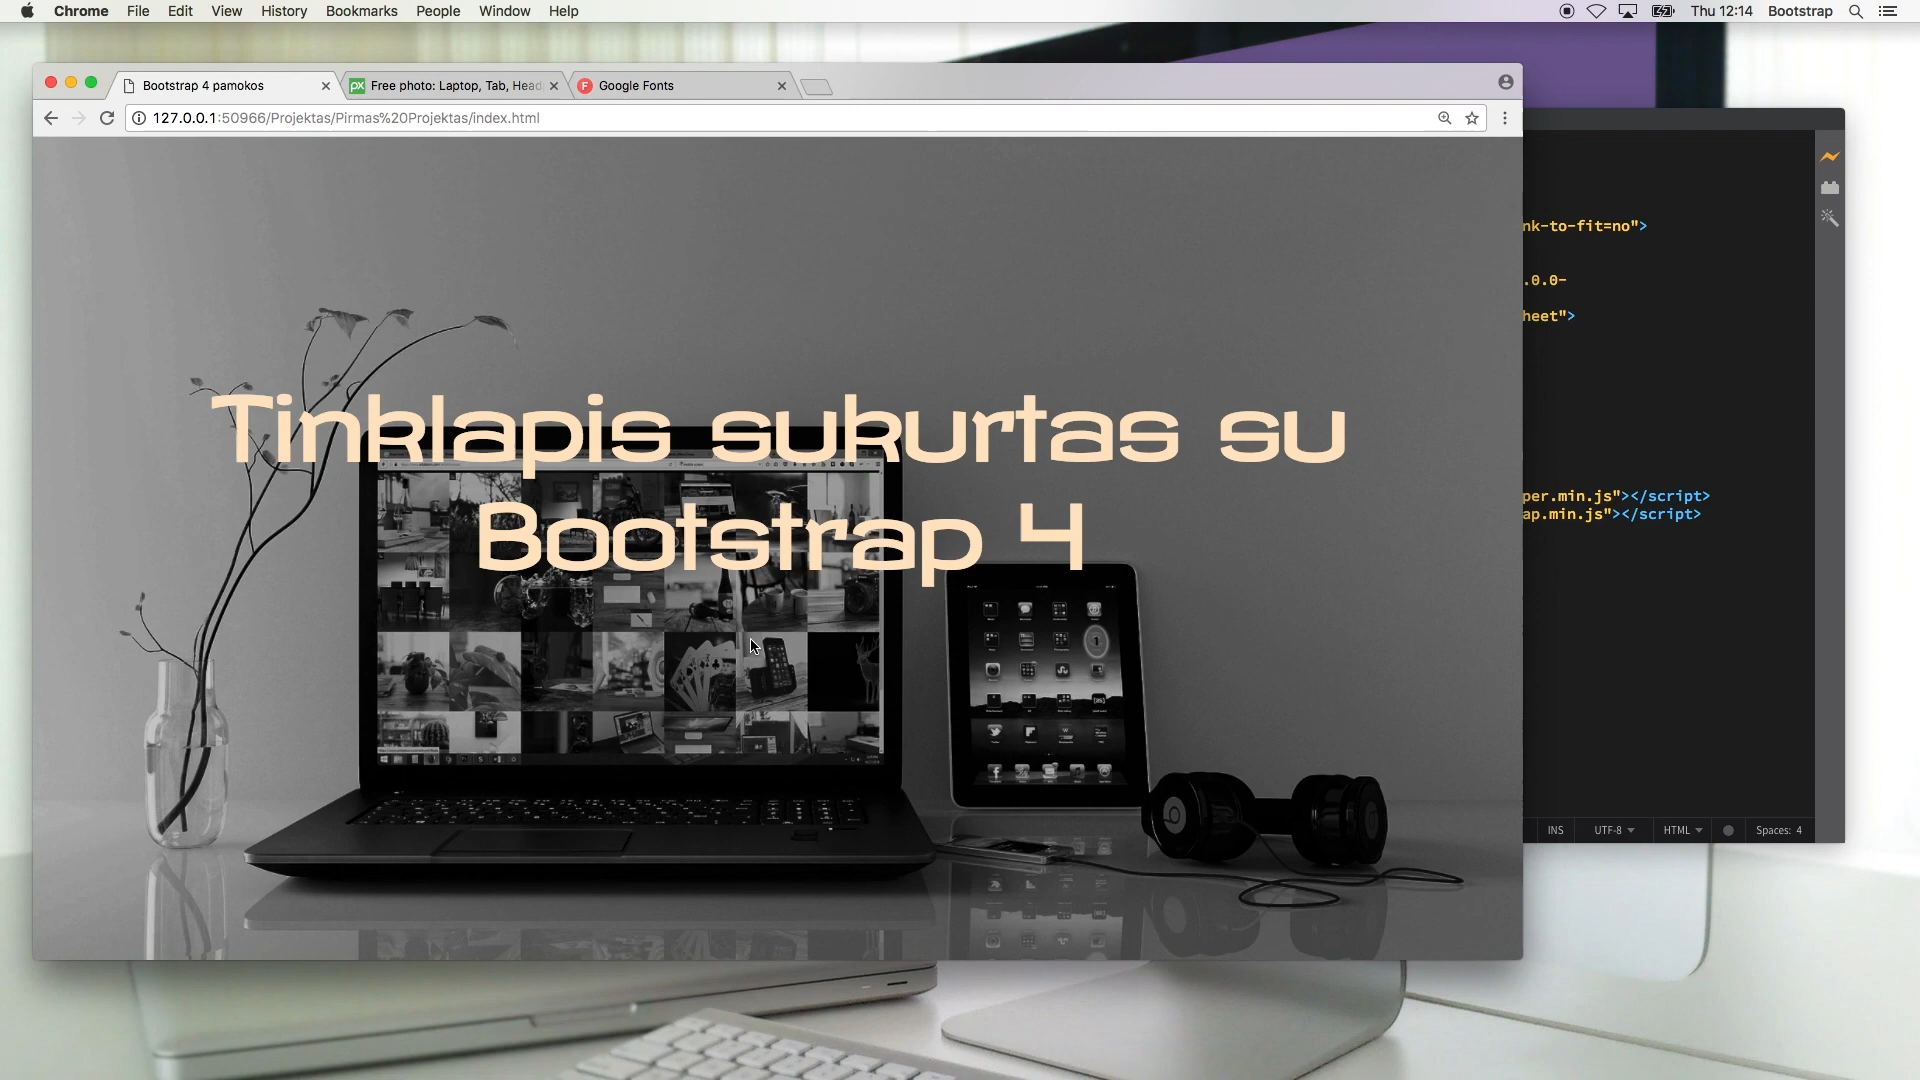 Chrome File Edit View History Bookmarks People Window Help
Thu 12:14 Bootstrap
Bootstrap 4 pamokos
Free photo: Laptop, Tab, Head
Google Fonts
127.0.0.1:50966/Projektas/Pirmas%20Projektas/index.html
Tinklapis sukurtas su
Bootstrap 4
nk-to-fit=no">
.0.0-
heet">
per.min.js"></script>
ap.min.js"></script>
INS UTF-8 HTML Spaces: 4